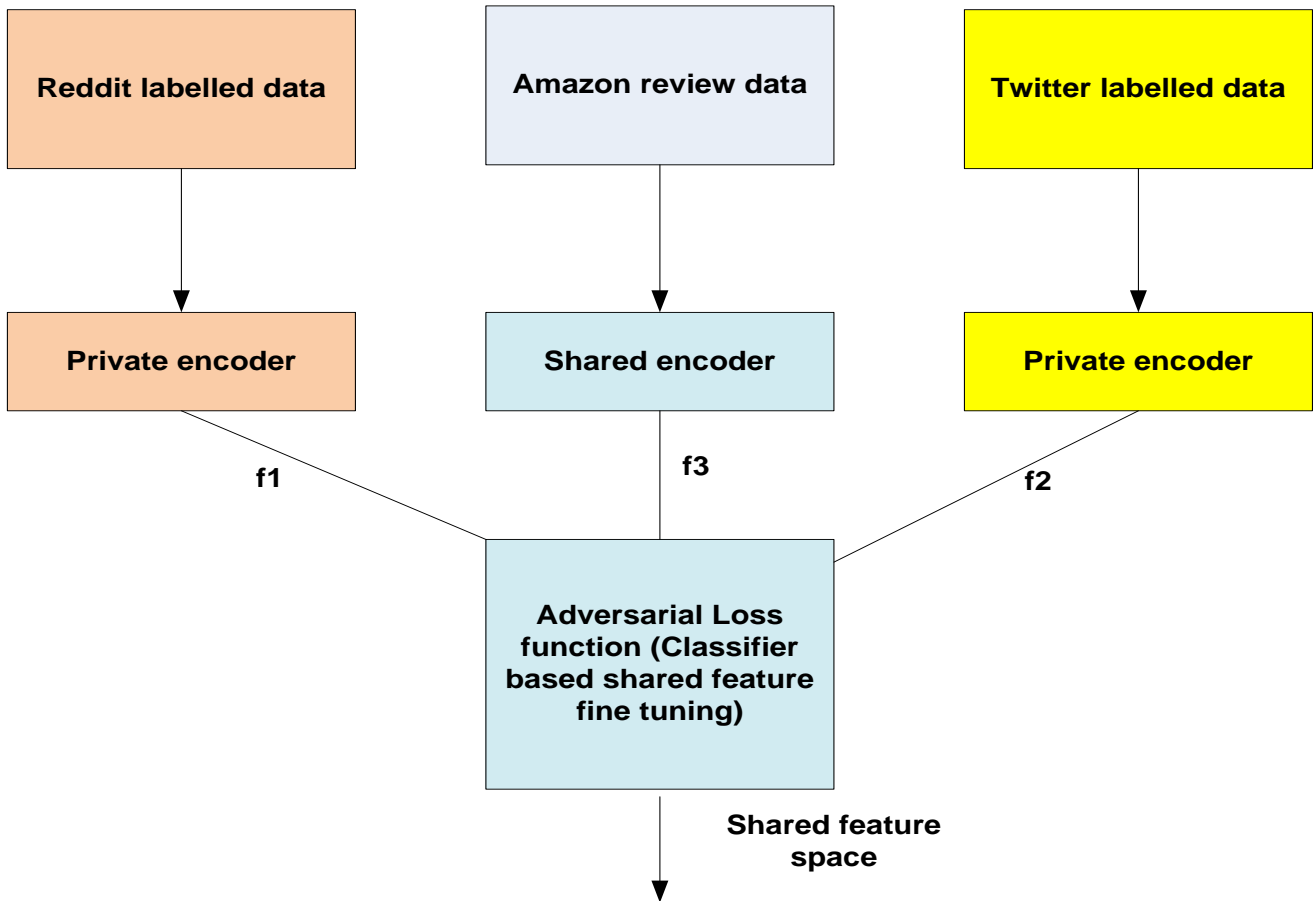 Reddit labelled data
Amazon review data
Twitter labelled data
Private encoder
Shared encoder
Private encoder
f1
f3
f2
Adversarial Loss
function (Classifier
based shared feature
fine tuning)
Shared feature
space